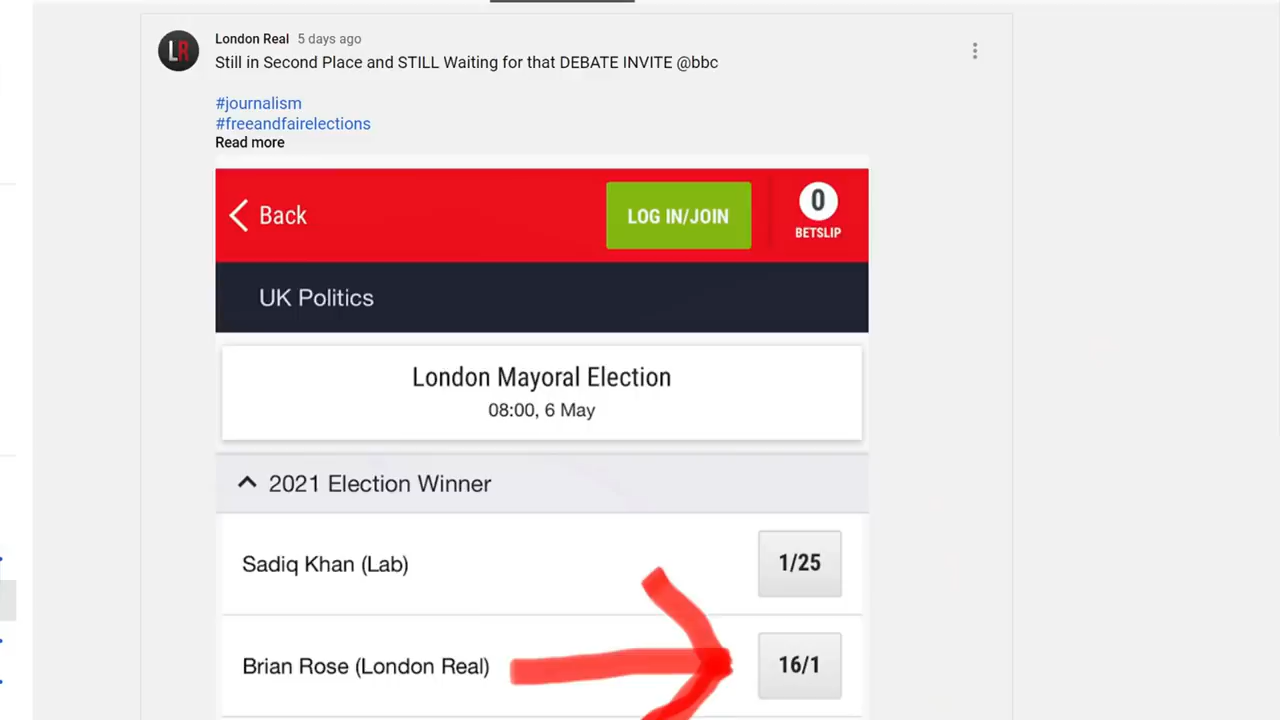 LR
London Real 5 days ago
Still in Second Place and STILL Waiting for that DEBATE INVITE @bbc
#journalism
#freeandfairelections
Read more
Back
LOG IN/JOIN
0
BETSLIP
UK Politics
London Mayoral Election
08:00, 6 May
2021 Election Winner
Sadiq Khan (Lab) 1/25
Brian Rose (London Real) 16/1